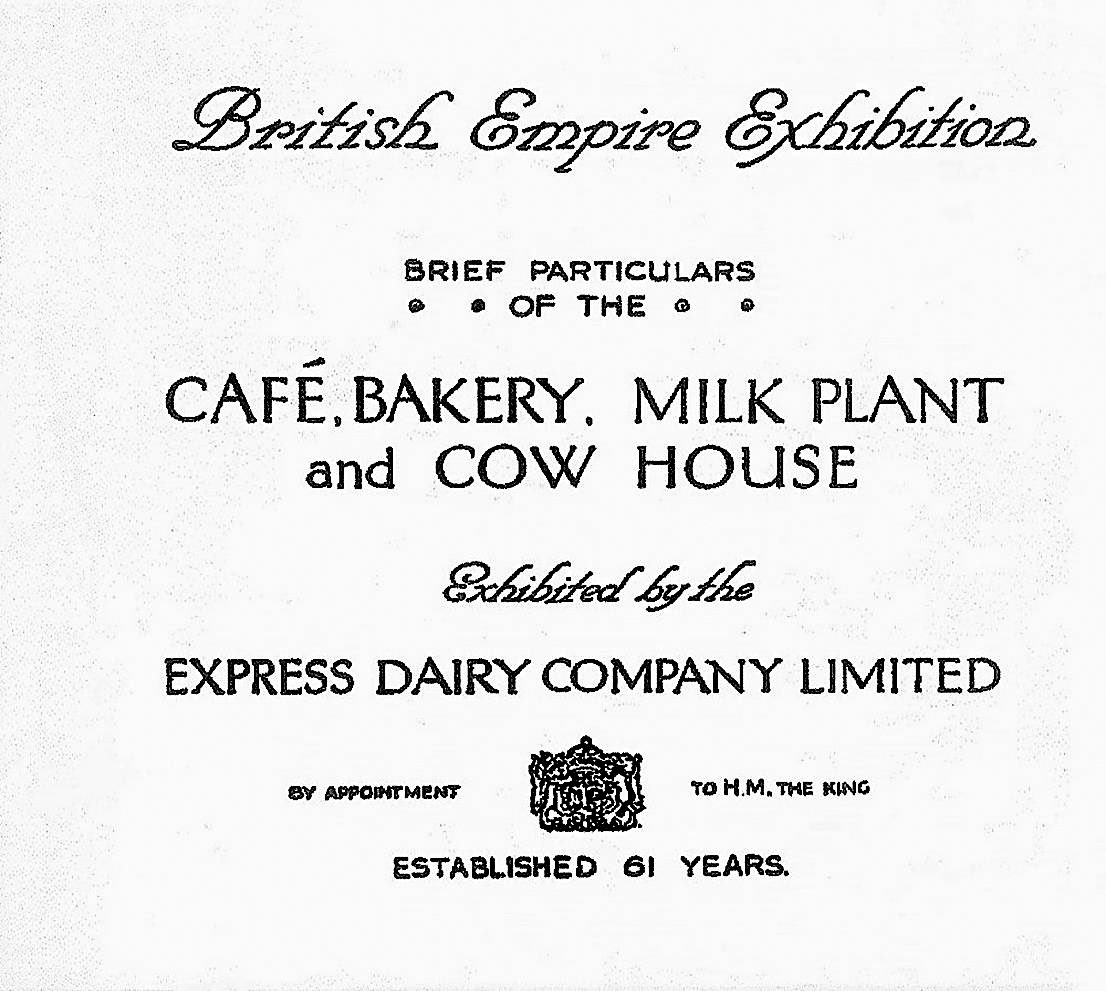 British Empire Exhibition
BRIEF PARTICULARS
OF THE
CAFÉ, BAKERY, MILK PLANT
and COW HOUSE
Exhibited by the
EXPRESS DAIRY COMPANY LIMITED
BY APPOINTMENT TO H.M. THE KING
ESTABLISHED 61 YEARS.